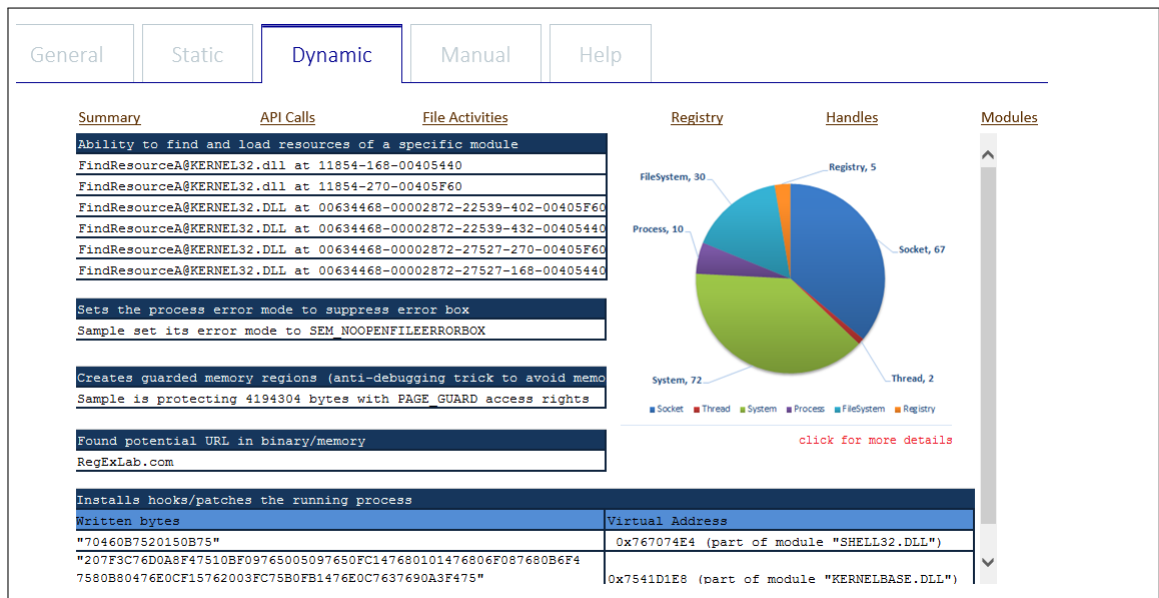 General Static Dynamic Manual Help
Summary API Calls File Activities Registry Handles Modules
Ability to find and load resources of a specific module
FindResourceA@KERNEL32.dll at 11854-168-00405440
FindResourceA@KERNEL32.dll at 11854-270-00405F60
FindResourceA@KERNEL32.DLL at 00634468-00002872-22539-402-00405F60
FindResourceA@KERNEL32.DLL at 00634468-00002872-22539-432-00405440
FindResourceA@KERNEL32.DLL at 00634468-00002872-27527-270-00405F60
FindResourceA@KERNEL32.DLL at 00634468-00002872-27527-168-00405440
Sets the process error mode to suppress error box
Sample set its error mode to SEM_NOOPENFILEERRORBOX
Creates guarded memory regions (anti-debugging trick to avoid memo
Sample is protecting 4194304 bytes with PAGE_GUARD access rights
Found potential URL in binary/memory
RegExLab.com
Registry, 5
FileSystem, 30
Process, 10
Socket, 67
System, 72
Thread, 2
Socket Thread System Process FileSystem Registry
click for more details
Installs hooks/patches the running process
Written bytes Virtual Address
"70460B7520150B75" 0x767074E4 (part of module "SHELL32.DLL")
"207F3C76D0A8F47510BF09765005097650FC147680101476806F087680B6F4
7580B80476E0CF15762003FC75B0FB1476E0C7637690A3F475" 0x7541D1E8 (part of module "KERNELBASE.DLL")